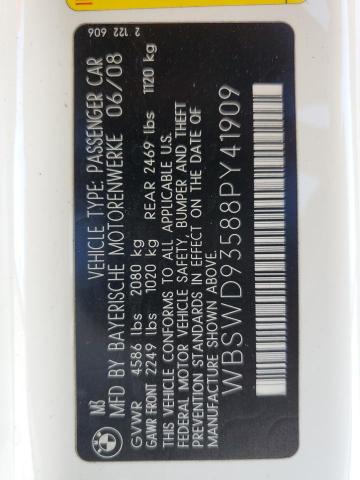 M3 VEHICLE TYPE: PASSENGER CAR 2 122 606
BMW MFD BY BAYERISCHE MOTORENWERKE 06/08
GVWR 4586 lbs 2080 kg
GAWR FRONT 2249 lbs 1020 kg REAR 2469 lbs 1120 kg
THIS VEHICLE CONFORMS TO ALL APPLICABLE U.S.
FEDERAL MOTOR VEHICLE SAFETY, BUMPER AND THEFT
PREVENTION STANDARDS IN EFFECT ON THE DATE OF
MANUFACTURE SHOWN ABOVE.
WBSWD93588PY41909